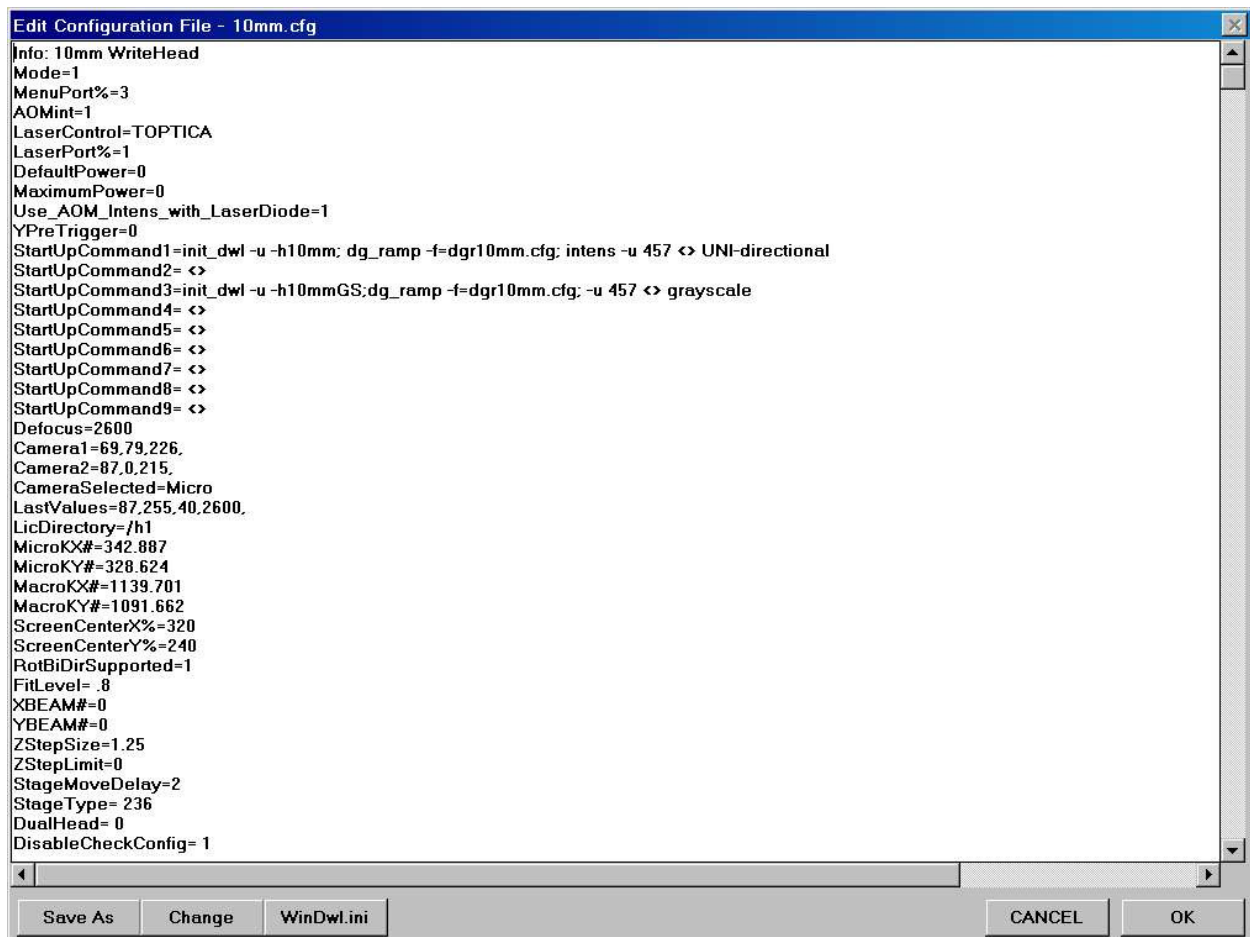 Edit Configuration File - 10mm.cfg
Info: 10mm WriteHead
Mode=1
MenuPort%=3
AOMint=1
LaserControl=TOPTICA
LaserPort%=1
DefaultPower=0
MaximumPower=0
Use_AOM_Intens_with_LaserDiode=1
YPreTrigger=0
StartUpCommand1=init_dwl -u -h10mm; dg_ramp -f=dgr10mm.cfg; intens -u 457 <> UNI-directional
StartUpCommand2= <>
StartUpCommand3=init_dwl -u -h10mmGS;dg_ramp -f=dgr10mm.cfg; -u 457 <> grayscale
StartUpCommand4= <>
StartUpCommand5= <>
StartUpCommand6= <>
StartUpCommand7= <>
StartUpCommand8= <>
StartUpCommand9= <>
Defocus=2600
Camera1=69,79,226,
Camera2=87,0,215,
CameraSelected=Micro
LastValues=87,255,40,2600,
LicDirectory=/h1
MicroKX#=342.887
MicroKY#=328.624
MacroKX#=1139.701
MacroKY#=1091.662
ScreenCenterX%=320
ScreenCenterY%=240
RotBiDirSupported=1
FitLevel= .8
XBEAM#=0
YBEAM#=0
ZStepSize=1.25
ZStepLimit=0
StageMoveDelay=2
StageType= 236
DualHead= 0
DisableCheckConfig= 1
Save As Change WinDwl.ini CANCEL OK